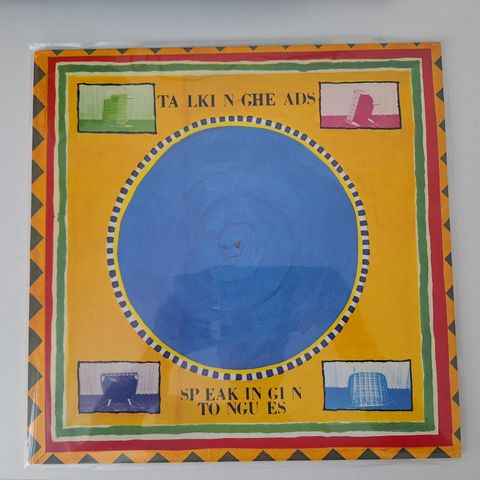 TA LKI N GHE ADS
SP EAK IN GI N
TO NGU ES